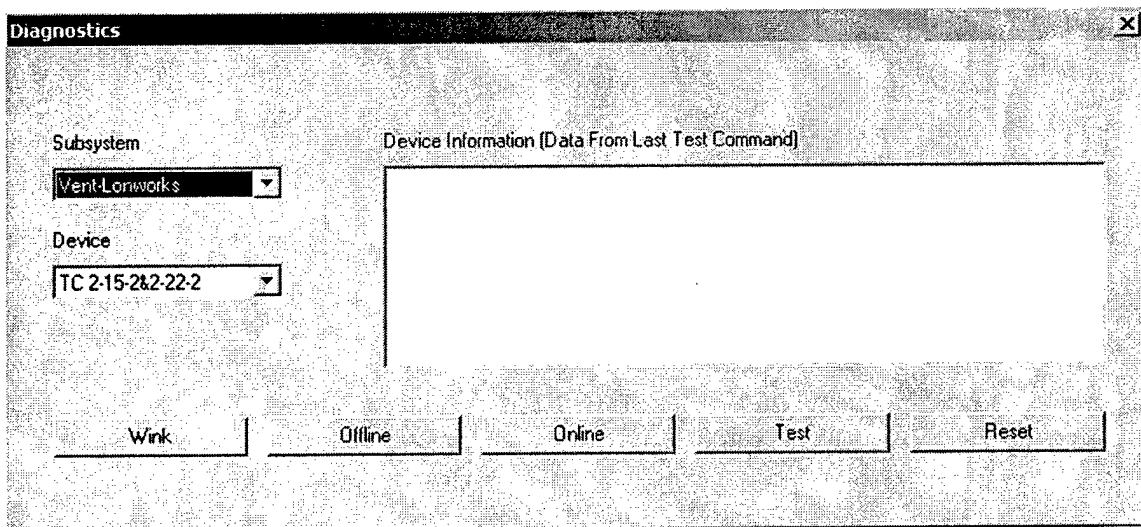 Diagnostics
Subsystem
Device Information (Data From Last Test Command)
Vent-Lonworks
Device
TC 2-15-2&2-22-2
Wink
Offline
Online
Test
Reset